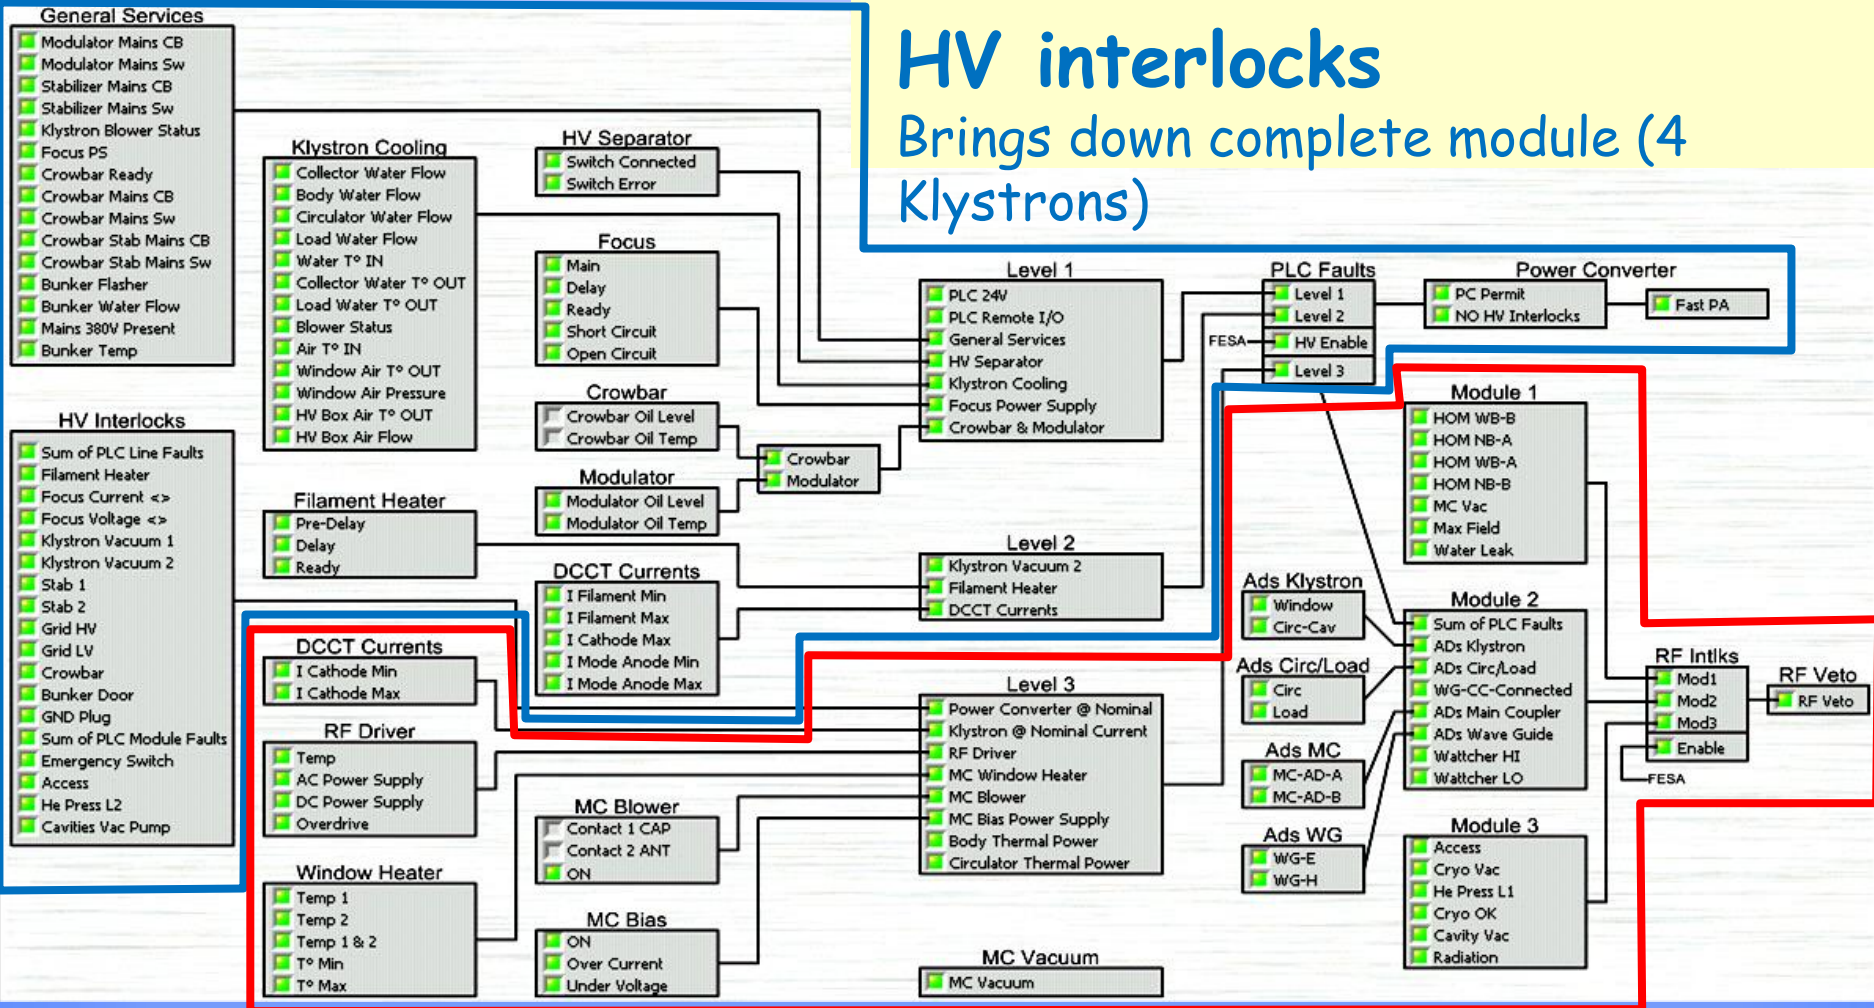 HV interlocks
Brings down complete module (4
Klystrons)
General Services
Modulator Mains CB
Modulator Mains Sw
Stabilizer Mains CB
Stabilizer Mains Sw
Klystron Blower Status
Focus PS
Crowbar Ready
Crowbar Mains CB
Crowbar Mains Sw
Crowbar Stab Mains CB
Crowbar Stab Mains Sw
Bunker Flasher
Bunker Water Flow
Mains 380V Present
Bunker Temp
HV Interlocks
Sum of PLC Line Faults
Filament Heater
Focus Current <>
Focus Voltage <>
Klystron Vacuum 1
Klystron Vacuum 2
Stab 1
Stab 2
Grid HV
Grid LV
Crowbar
Bunker Door
GND Plug
Sum of PLC Module Faults
Emergency Switch
Access
He Press L2
Cavities Vac Pump
Klystron Cooling
Collector Water Flow
Body Water Flow
Circulator Water Flow
Load Water Flow
Water Tº IN
Collector Water Tº OUT
Load Water Tº OUT
Blower Status
Air Tº IN
Window Air Tº OUT
Window Air Pressure
HV Box Air Tº OUT
HV Box Air Flow
Filament Heater
Pre-Delay
Delay
Ready
DCCT Currents
I Cathode Min
I Cathode Max
RF Driver
Temp
AC Power Supply
DC Power Supply
Overdrive
Window Heater
Temp 1
Temp 2
Temp 1 & 2
Tº Min
Tº Max
HV Separator
Switch Connected
Switch Error
Focus
Main
Delay
Ready
Short Circuit
Open Circuit
Crowbar
Crowbar Oil Level
Crowbar Oil Temp
Modulator
Modulator Oil Level
Modulator Oil Temp
Crowbar
Modulator
DCCT Currents
I Filament Min
I Filament Max
I Cathode Max
I Mode Anode Min
I Mode Anode Max
MC Blower
Contact 1 CAP
Contact 2 ANT
ON
MC Bias
ON
Over Current
Under Voltage
Level 1
PLC 24V
PLC Remote I/O
General Services
HV Separator
Klystron Cooling
Focus Power Supply
Crowbar & Modulator
Level 2
Klystron Vacuum 2
Filament Heater
DCCT Currents
Level 3
Power Converter @ Nominal
Klystron @ Nominal Current
RF Driver
MC Window Heater
MC Blower
MC Bias Power Supply
Body Thermal Power
Circulator Thermal Power
MC Vacuum
MC Vacuum
PLC Faults
Level 1
Level 2
FESA
HV Enable
Level 3
Power Converter
PC Permit
NO HV Interlocks
Fast PA
Ads Klystron
Window
Circ-Cav
Ads Circ/Load
Circ
Load
Ads MC
MC-AD-A
MC-AD-B
Ads WG
WG-E
WG-H
Module 1
HOM WB-B
HOM NB-A
HOM WB-A
HOM NB-B
MC Vac
Max Field
Water Leak
Module 2
Sum of PLC Faults
ADs Klystron
ADs Circ/Load
WG-CC-Connected
ADs Main Coupler
ADs Wave Guide
Wattcher HI
Wattcher LO
Module 3
Access
Cryo Vac
He Press L1
Cryo OK
Cavity Vac
Radiation
RF Intlks
Mod1
Mod2
Mod3
Enable
FESA
RF Veto
RF Veto